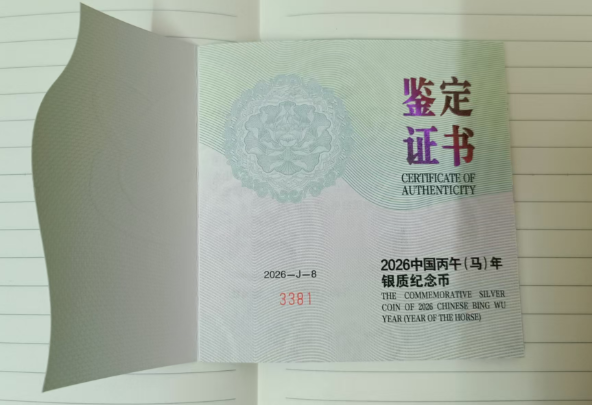 鉴定
证书
CERTIFICATE OF
AUTHENTICITY
2026-J-8
3381
2026中国丙午(马)年
银质纪念币
THE COMMEMORATIVE SILVER
COIN OF 2026 CHINESE BING WU
YEAR (YEAR OF THE HORSE)